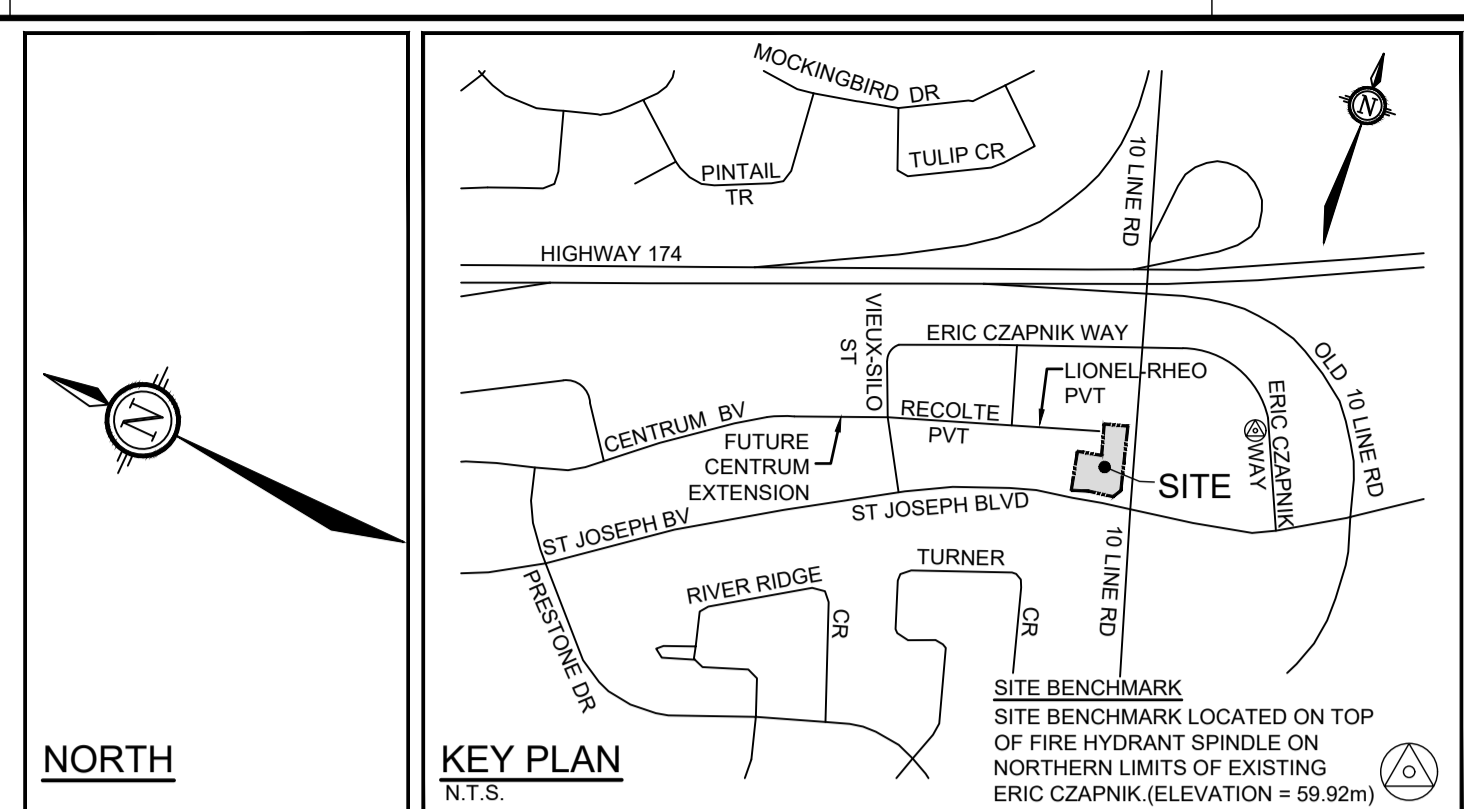 NORTH
N
MOCKINGBIRD DR
PINTAIL
TR
TULIP CR
10 LINE RD
N
HIGHWAY 174
VIEUX-SILO
ST
ERIC CZAPNIK WAY
LIONEL-RHEO
PVT
OLD 10 LINE RD
ERIC CZAPNIK
WAY
CENTRUM BV
RECOLTE
PVT
FUTURE
CENTRUM
EXTENSION
SITE
ST JOSEPH BV
ST JOSEPH BLVD
10 LINE RD
PRESTONE DR
RIVER RIDGE
CR
TURNER
CR
SITE BENCHMARK
SITE BENCHMARK LOCATED ON TOP
OF FIRE HYDRANT SPINDLE ON
NORTHERN LIMITS OF EXISTING
ERIC CZAPNIK.(ELEVATION = 59.92m)
KEY PLAN
N.T.S.